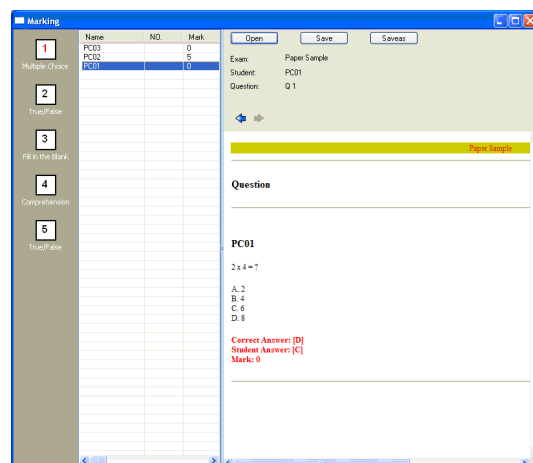 Marking
1
Multiple Choice
2
True/False
3
Fill in the Blank
4
Comprehension
5
True/False
Name NO. Mark
PC03 0
PC02 5
PC01 0
Open Save Saveas
Exam: Paper Sample
Student: PC01
Question: Q 1
Paper Sample
Question
PC01
2 x 4 = ?
A. 2
B. 4
C. 6
D. 8
Correct Answer: [D]
Student Answer: [C]
Mark: 0